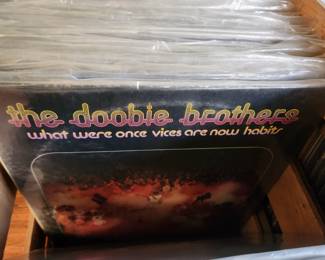 the doobie brothers
what were once vices are now habits